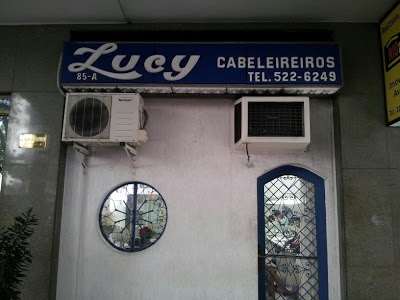 Lucy
85-A
CABELEIREIROS
TEL. 522-6249